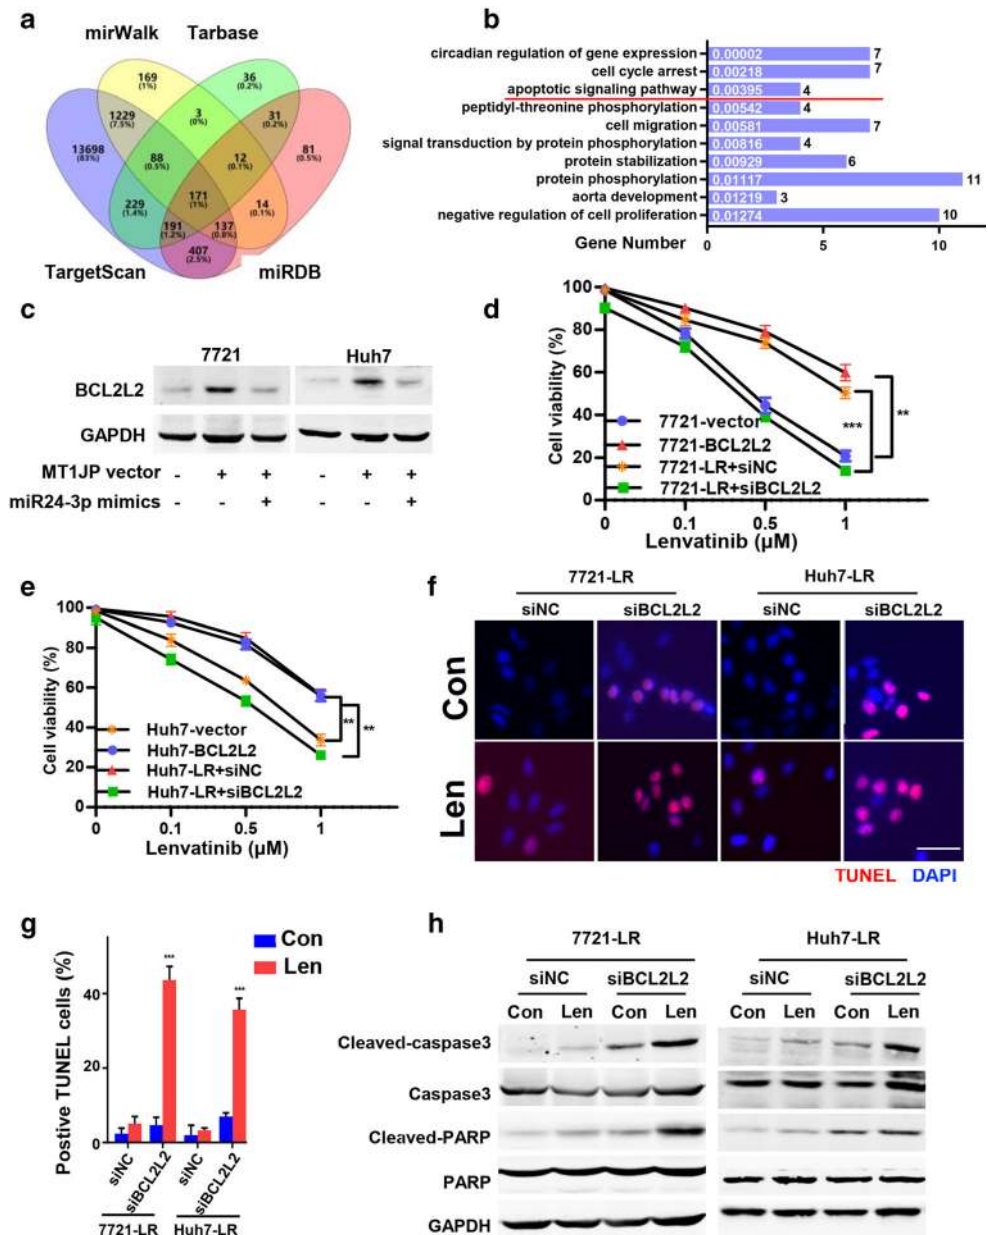 a
mirWalk
Tarbase
169
(1%)
36
(0.2%)
1229
(7.5%)
3
(0%)
31
(0.2%)
13698
(83%)
88
(0.5%)
12
(0.1%)
81
(0.5%)
229
(1.4%)
171
(1%)
14
(0.1%)
191
(1.2%)
137
(0.8%)
407
(2.5%)
TargetScan
miRDB
b
circadian regulation of gene expression 0.00002 7
cell cycle arrest 0.00218 7
apoptotic signaling pathway 0.00395 4
peptidyl-threonine phosphorylation 0.00542 4
cell migration 0.00581 7
signal transduction by protein phosphorylation 0.00816 4
protein stabilization 0.00929 6
protein phosphorylation 0.01117 11
aorta development 0.01219 3
negative regulation of cell proliferation 0.01274 10
Gene Number 0 5 10
c
7721 Huh7
BCL2L2
GAPDH
MT1JP vector - + + - + +
miR24-3p mimics - - + - - +
d
Cell viability (%)
100
80
60
40
20
0
7721-vector
7721-BCL2L2
7721-LR+siNC
7721-LR+siBCL2L2
*** **
0 0.1 0.5 1
Lenvatinib (μM)
e
Cell viability (%)
100
80
60
40
20
0
Huh7-vector
Huh7-BCL2L2
Huh7-LR+siNC
Huh7-LR+siBCL2L2
** **
0 0.1 0.5 1
Lenvatinib (μM)
f
7721-LR Huh7-LR
siNC siBCL2L2 siNC siBCL2L2
Con
Len
TUNEL DAPI
g
Postive TUNEL cells (%)
40
20
0
Con
Len
*** ***
siNC siBCL2L2 siNC siBCL2L2
7721-LR Huh7-LR
h
7721-LR Huh7-LR
siNC siBCL2L2 siNC siBCL2L2
Con Len Con Len Con Len Con Len
Cleaved-caspase3
Caspase3
Cleaved-PARP
PARP
GAPDH